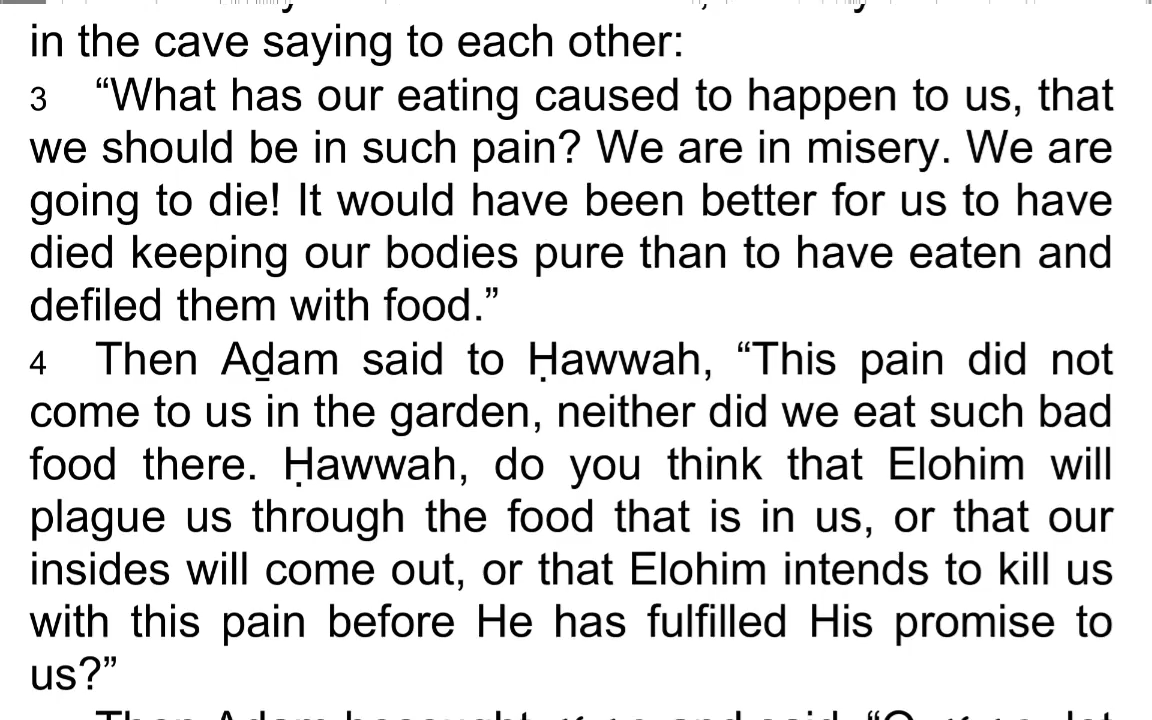 in the cave saying to each other:
3 “What has our eating caused to happen to us, that
we should be in such pain? We are in misery. We are
going to die! It would have been better for us to have
died keeping our bodies pure than to have eaten and
defiled them with food.”
4 Then Aḏam said to Ḥawwah, “This pain did not
come to us in the garden, neither did we eat such bad
food there. Ḥawwah, do you think that Elohim will
plague us through the food that is in us, or that our
insides will come out, or that Elohim intends to kill us
with this pain before He has fulfilled His promise to
us?”